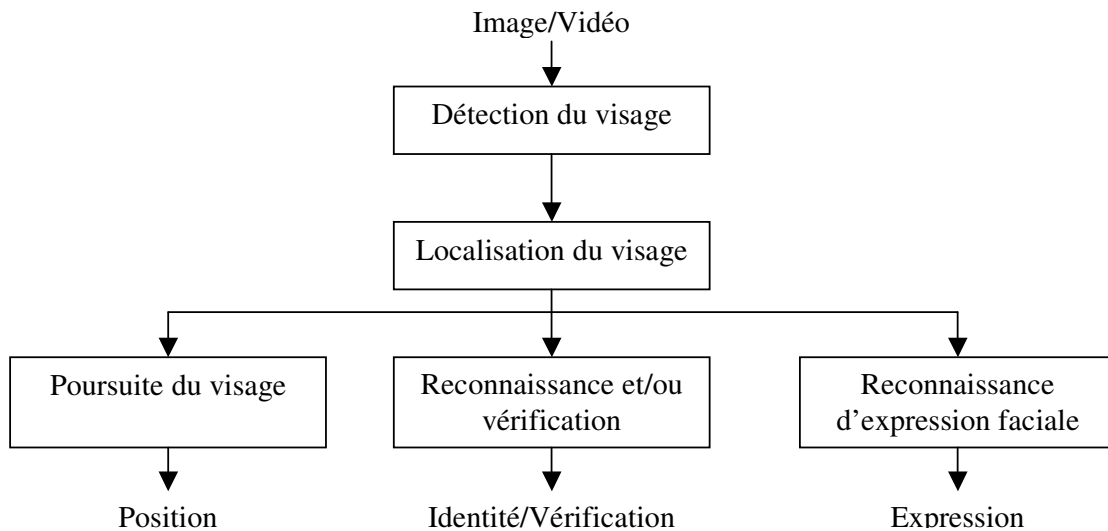 Image/Vidéo
Détection du visage
Localisation du visage
Poursuite du visage
Reconnaissance et/ou
vérification
Reconnaissance
d'expression faciale
Position
Identité/Vérification
Expression